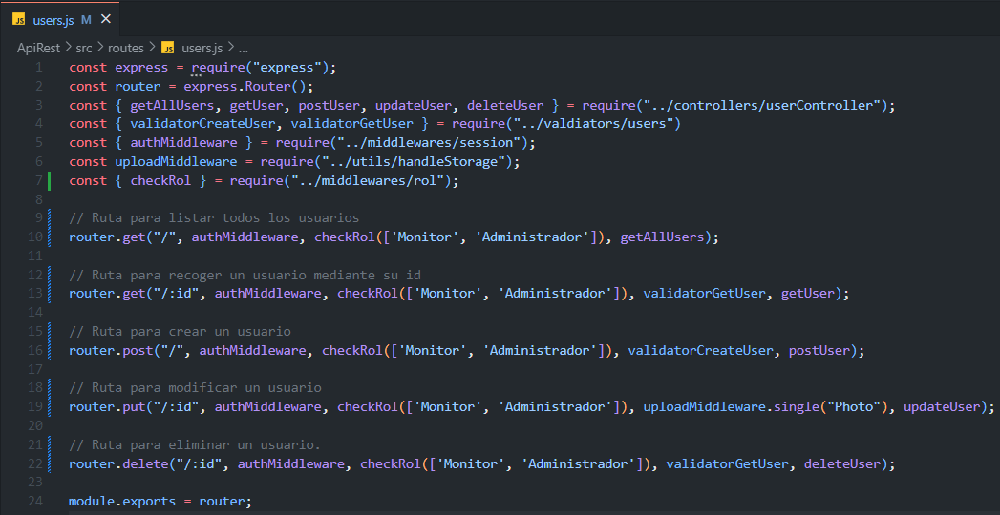 JS users.js M ×
ApiRest > src > routes > JS users.js > ...
1 const express = require("express");
2 const router = express.Router();
3 const { getAllUsers, getUser, postUser, updateUser, deleteUser } = require("../controllers/userController");
4 const { validatorCreateUser, validatorGetUser } = require("../valdiators/users")
5 const { authMiddleware } = require("../middlewares/session");
6 const uploadMiddleware = require("../utils/handleStorage");
7 const { checkRol } = require("../middlewares/rol");
8
9 // Ruta para listar todos los usuarios
10 router.get("/", authMiddleware, checkRol(['Monitor', 'Administrador']), getAllUsers);
11
12 // Ruta para recoger un usuario mediante su id
13 router.get("/:id", authMiddleware, checkRol(['Monitor', 'Administrador']), validatorGetUser, getUser);
14
15 // Ruta para crear un usuario
16 router.post("/", authMiddleware, checkRol(['Monitor', 'Administrador']), validatorCreateUser, postUser);
17
18 // Ruta para modificar un usuario
19 router.put("/:id", authMiddleware, checkRol(['Monitor', 'Administrador']), uploadMiddleware.single("Photo"), updateUser);
20
21 // Ruta para eliminar un usuario.
22 router.delete("/:id", authMiddleware, checkRol(['Monitor', 'Administrador']), validatorGetUser, deleteUser);
23
24 module.exports = router;